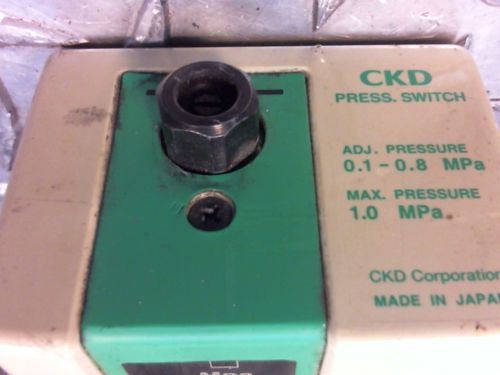 CKD
PRESS. SWITCH
ADJ. PRESSURE
0.1-0.8 MPa
MAX. PRESSURE
1.0 MPa
CKD Corporation
MADE IN JAPAN